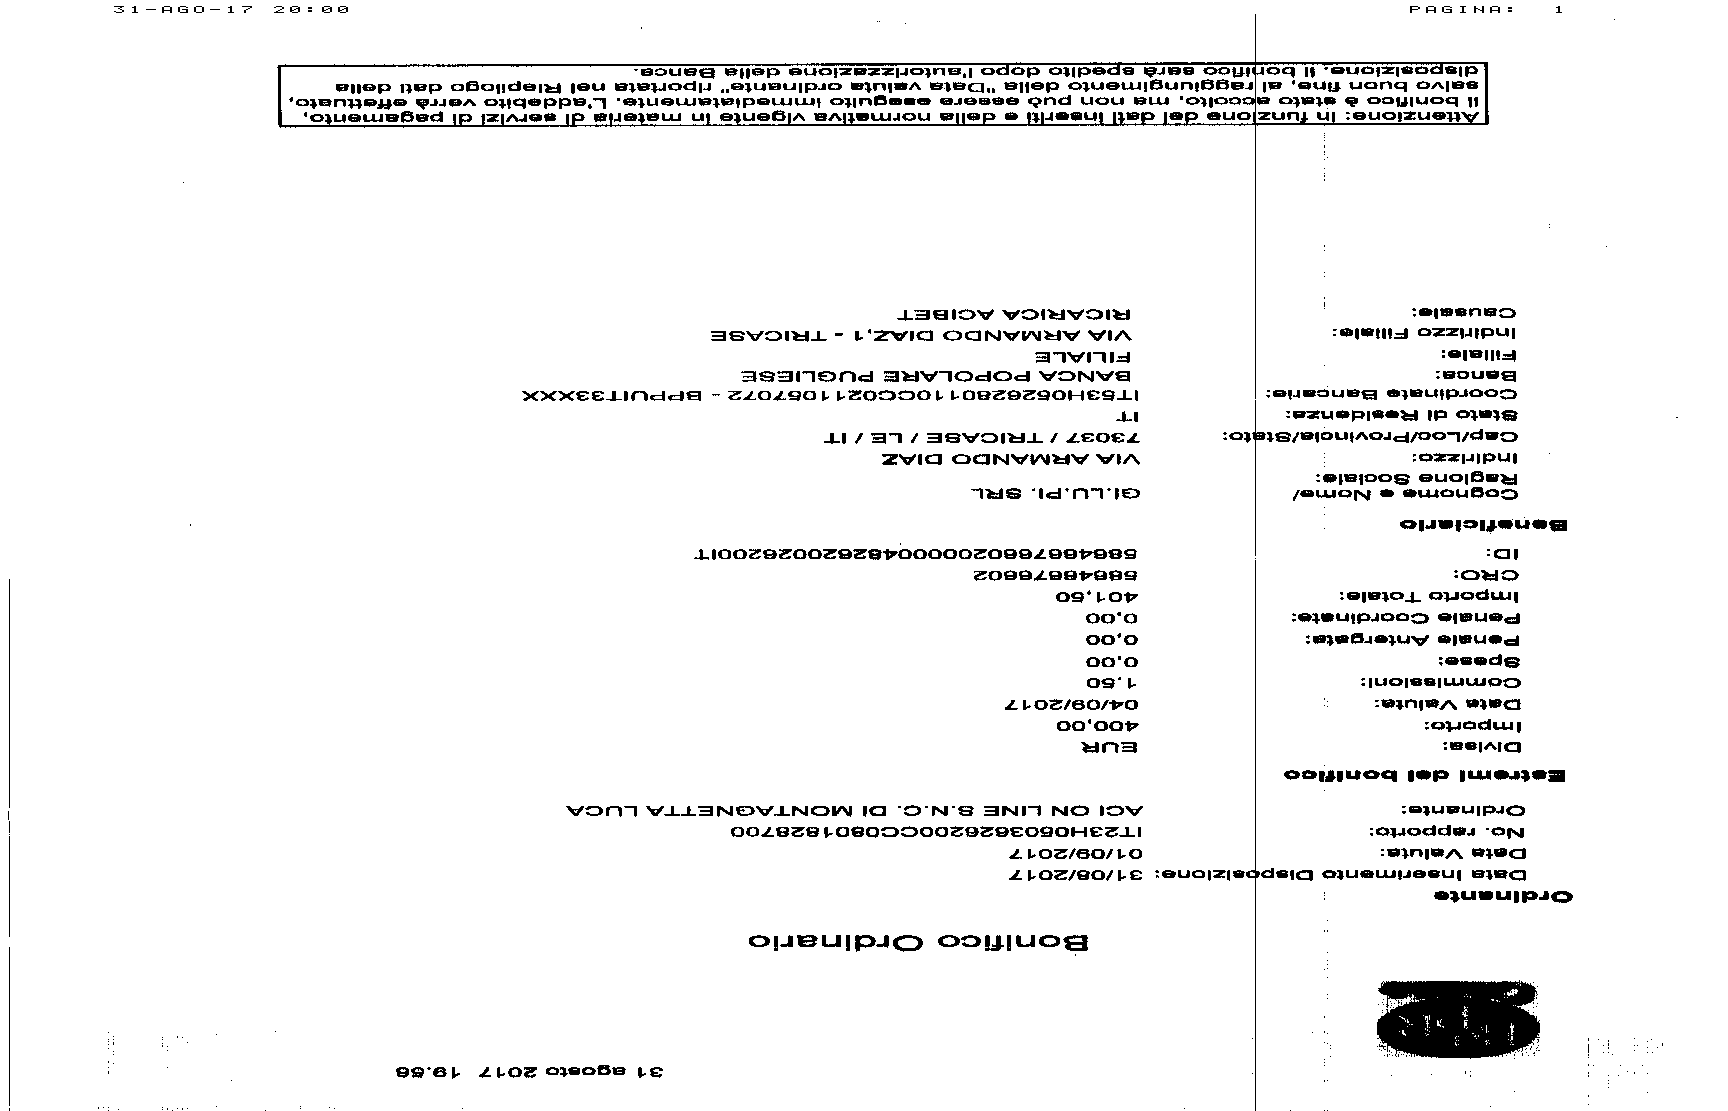 31-AGO-17 20:00 PAGINA: 1
31 agosto 2017 19.56
Bonifico Ordinario
Ordinante
Data Inserimento Disposizione: 31/08/2017
Data Valuta: 01/09/2017
No. rapporto: IT23H0503626200CC0801828700
Ordinante: ACI ON LINE S.N.C. DI MONTAGNETTA LUCA
Estremi del bonifico
Divisa: EUR
Importo: 400,00
Data Valuta: 04/09/2017
Commissioni: 1,50
Spese: 0,00
Penale Antergata: 0,00
Penale Coordinate: 0,00
Importo Totale: 401,50
CRO: 58648676602
ID: 5864867660200000482620026200IT
Beneficiario
Cognome e Nome/ GI.LU.PI. SRL
Ragione Sociale:
Indirizzo: VIA ARMANDO DIAZ
Cap/Loc/Provincia/Stato: 73037 / TRICASE / LE / IT
Stato di Residenza: IT
Coordinate Bancarie: IT53H0526280110CC0211057072 - BPPUIT33XXX
Banca: BANCA POPOLARE PUGLIESE
Filiale: FILIALE
Indirizzo Filiale: VIA ARMANDO DIAZ,1 - TRICASE
Causale: RICARICA ACIBET
Attenzione: in funzione dei dati inseriti e della normativa vigente in materia di servizi di pagamento,
il bonifico è stato accolto, ma non può essere eseguito immediatamente. L'addebito verrà effettuato,
salvo buon fine, al raggiungimento della "Data valuta ordinante" riportata nel Riepilogo dati della
disposizione. Il bonifico sarà spedito dopo l'autorizzazione della Banca.